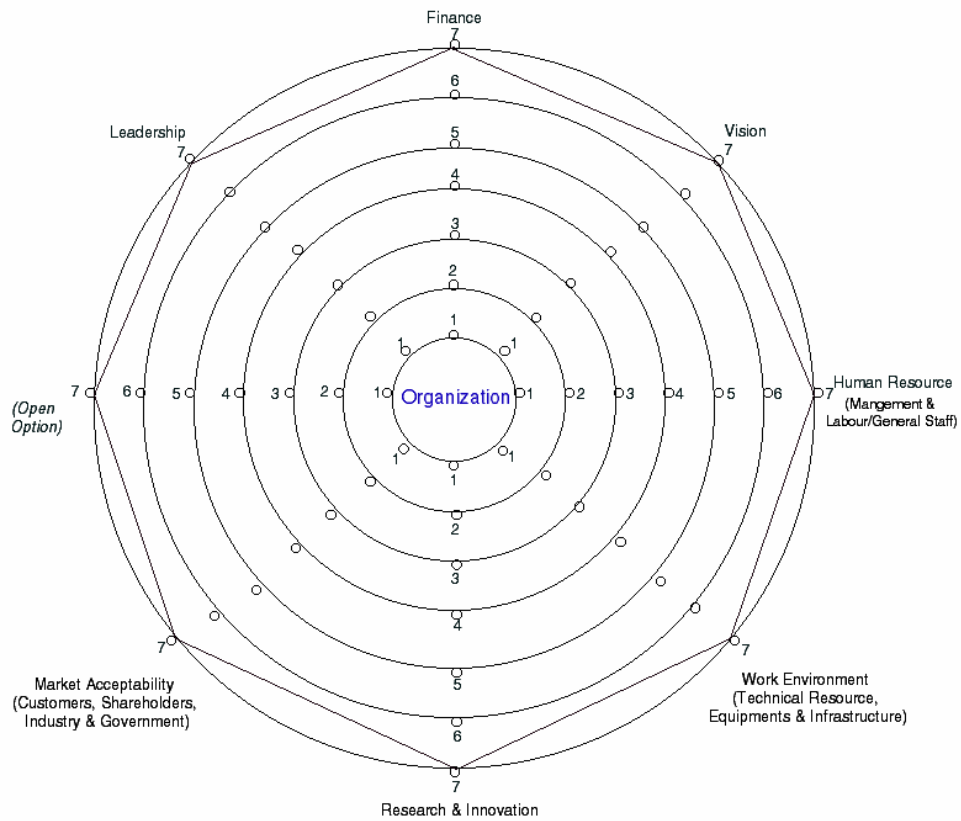 Finance
7
6
Leadership
5
Vision
7
7
4
3
2
1
1
1
7 6 5 4 3 2 1 Organization 1 2 3 4 5 6 7
Human Resource
(Open
Option)
(Mangement &
Labour/General Staff)
1
1
1
2
3
4
7
7
5
Market Acceptability
(Customers, Shareholders,
Industry & Government)
Work Environment
(Technical Resource,
Equipments & Infrastructure)
6
7
Research & Innovation